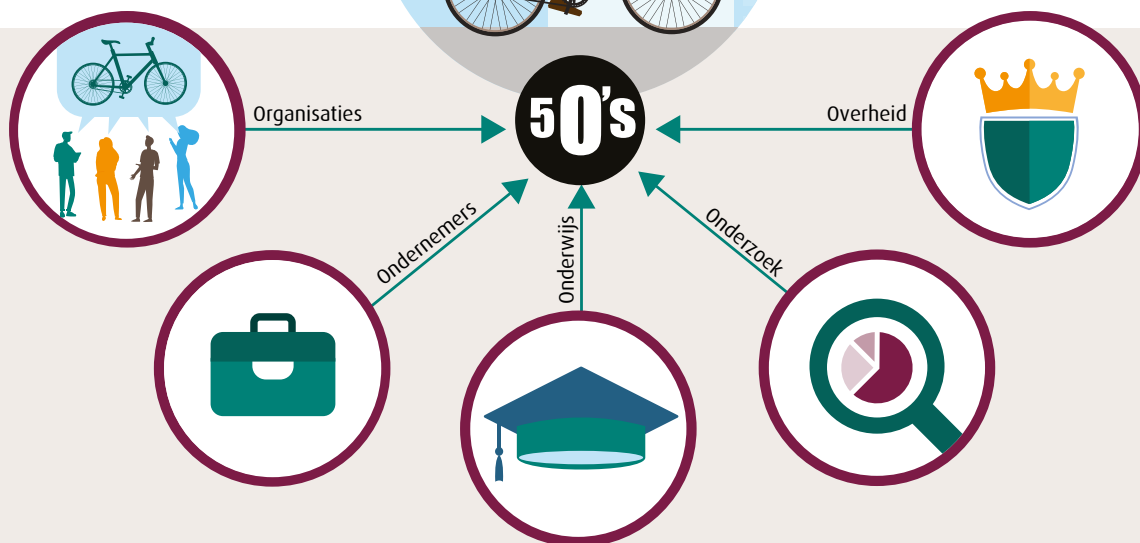 Organisaties
50's
Overheid
Ondernemers
Onderwijs
Onderzoek